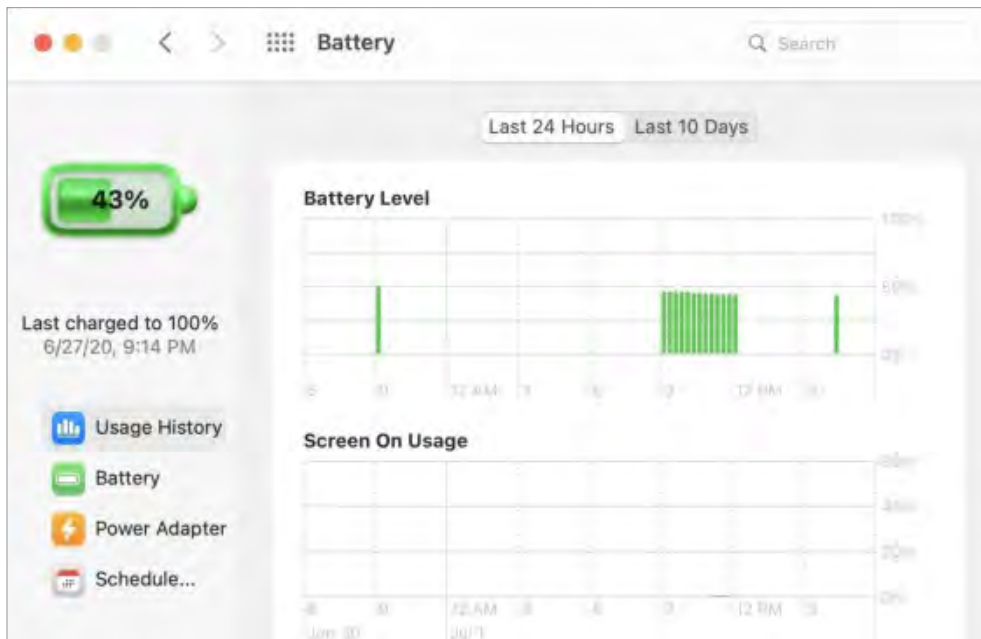 Battery
Search
Last 24 Hours Last 10 Days
43%
Battery Level
100%
Last charged to 100%
6/27/20, 9:14 PM
12 AM
12 PM
Usage History
Screen On Usage
Battery
Power Adapter
Schedule...
12 AM
12 PM